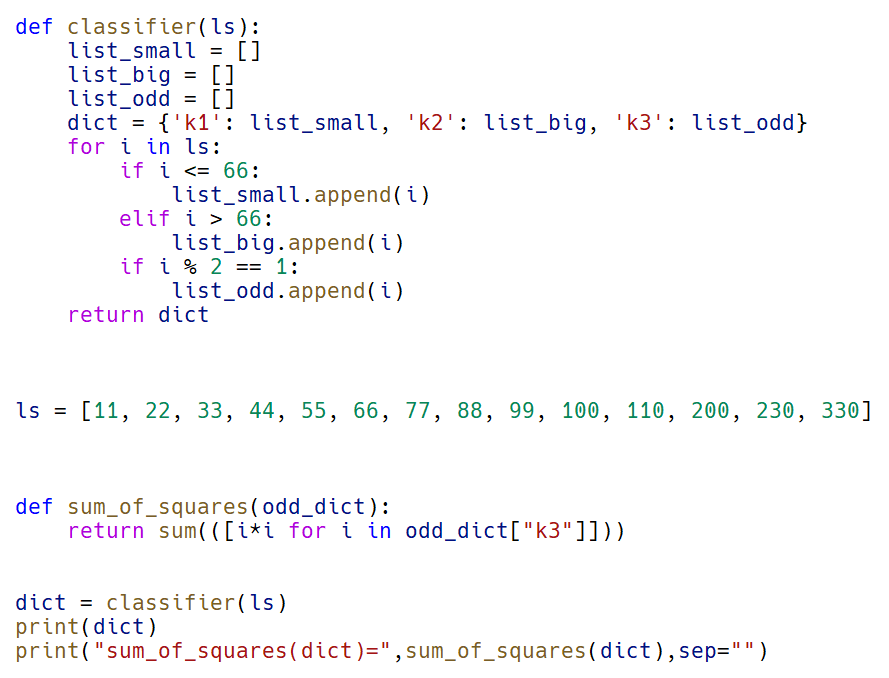 def classifier(ls):
    list_small = []
    list_big = []
    list_odd = []
    dict = {'k1': list_small, 'k2': list_big, 'k3': list_odd}
    for i in ls:
        if i <= 66:
            list_small.append(i)
        elif i > 66:
            list_big.append(i)
        if i % 2 == 1:
            list_odd.append(i)
    return dict
ls = [11, 22, 33, 44, 55, 66, 77, 88, 99, 100, 110, 200, 230, 330]
def sum_of_squares(odd_dict):
    return sum(([i*i for i in odd_dict["k3"]]))
dict = classifier(ls)
print(dict)
print("sum_of_squares(dict)=",sum_of_squares(dict),sep="")